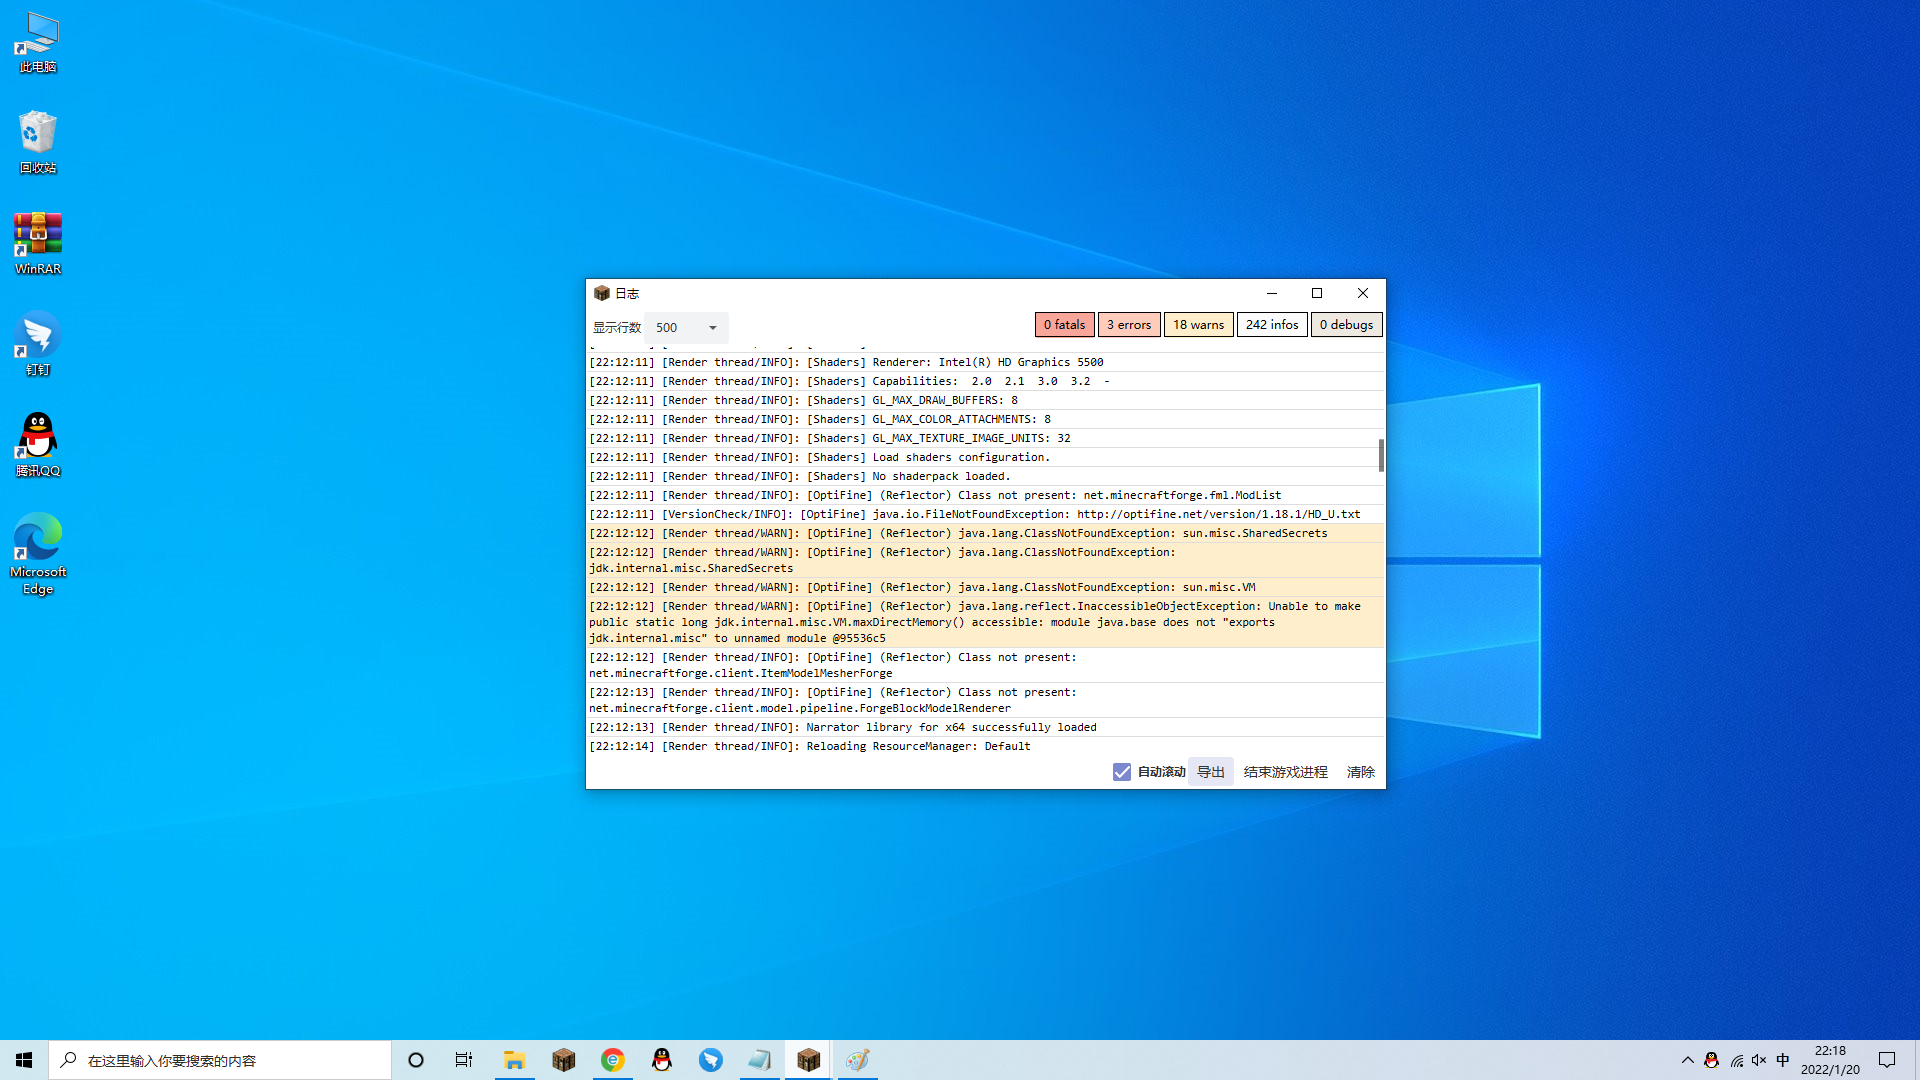 此电脑
回收站
WinRAR
钉钉
腾讯QQ
Microsoft
Edge
日志
显示行数 500
0 fatals 3 errors 18 warns 242 infos 0 debugs
[22:12:11] [Render thread/INFO]: [Shaders] Renderer: Intel(R) HD Graphics 5500
[22:12:11] [Render thread/INFO]: [Shaders] Capabilities:  2.0  2.1  3.0  3.2  -
[22:12:11] [Render thread/INFO]: [Shaders] GL_MAX_DRAW_BUFFERS: 8
[22:12:11] [Render thread/INFO]: [Shaders] GL_MAX_COLOR_ATTACHMENTS: 8
[22:12:11] [Render thread/INFO]: [Shaders] GL_MAX_TEXTURE_IMAGE_UNITS: 32
[22:12:11] [Render thread/INFO]: [Shaders] Load shaders configuration.
[22:12:11] [Render thread/INFO]: [Shaders] No shaderpack loaded.
[22:12:11] [Render thread/INFO]: [OptiFine] (Reflector) Class not present: net.minecraftforge.fml.ModList
[22:12:11] [VersionCheck/INFO]: [OptiFine] java.io.FileNotFoundException: http://optifine.net/version/1.18.1/HD_U.txt
[22:12:12] [Render thread/WARN]: [OptiFine] (Reflector) java.lang.ClassNotFoundException: sun.misc.SharedSecrets
[22:12:12] [Render thread/WARN]: [OptiFine] (Reflector) java.lang.ClassNotFoundException:
jdk.internal.misc.SharedSecrets
[22:12:12] [Render thread/WARN]: [OptiFine] (Reflector) java.lang.ClassNotFoundException: sun.misc.VM
[22:12:12] [Render thread/WARN]: [OptiFine] (Reflector) java.lang.reflect.InaccessibleObjectException: Unable to make
public static long jdk.internal.misc.VM.maxDirectMemory() accessible: module java.base does not "exports
jdk.internal.misc" to unnamed module @95536c5
[22:12:12] [Render thread/INFO]: [OptiFine] (Reflector) Class not present:
net.minecraftforge.client.ItemModelMesherForge
[22:12:13] [Render thread/INFO]: [OptiFine] (Reflector) Class not present:
net.minecraftforge.client.model.pipeline.ForgeBlockModelRenderer
[22:12:13] [Render thread/INFO]: Narrator library for x64 successfully loaded
[22:12:14] [Render thread/INFO]: Reloading ResourceManager: Default
自动滚动 导出 结束游戏进程 清除
在这里输入你要搜索的内容
中
22:18
2022/1/20